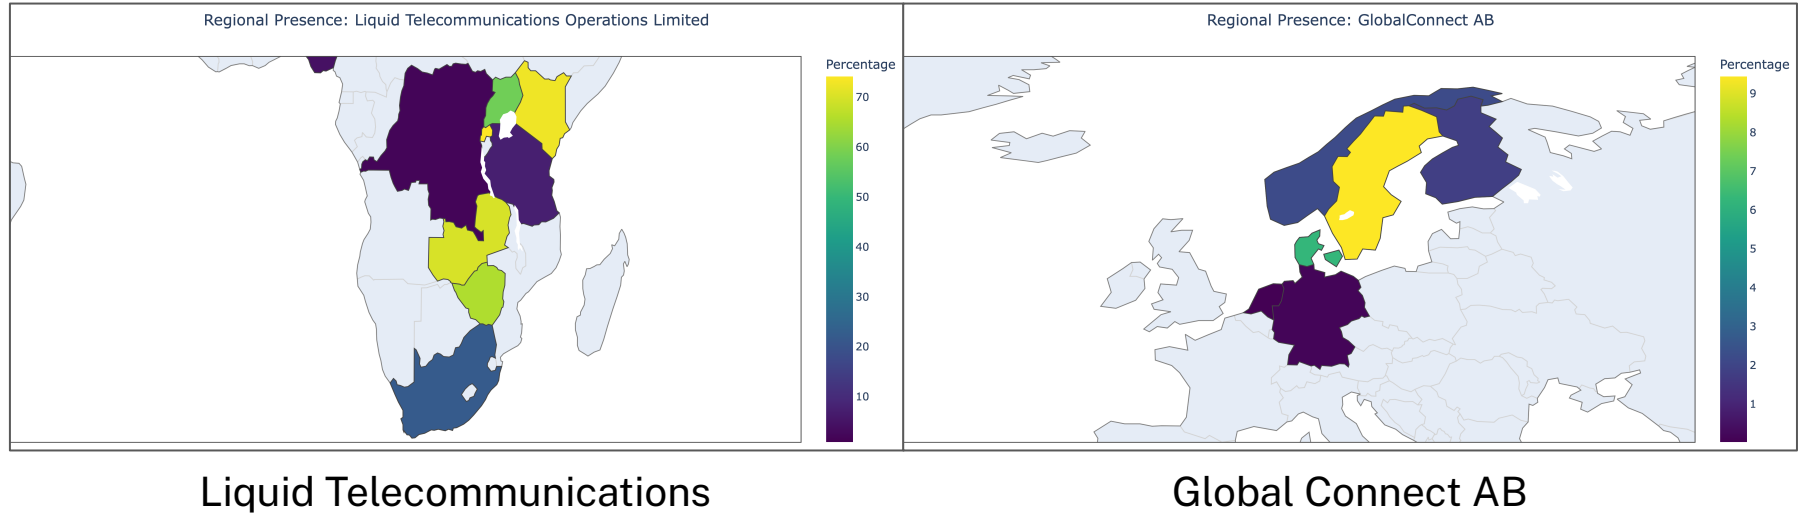 Regional Presence: Liquid Telecommunications Operations Limited
Percentage
70
60
50
40
30
20
10
Regional Presence: GlobalConnect AB
Percentage
9
8
7
6
5
4
3
2
1
Liquid Telecommunications
Global Connect AB